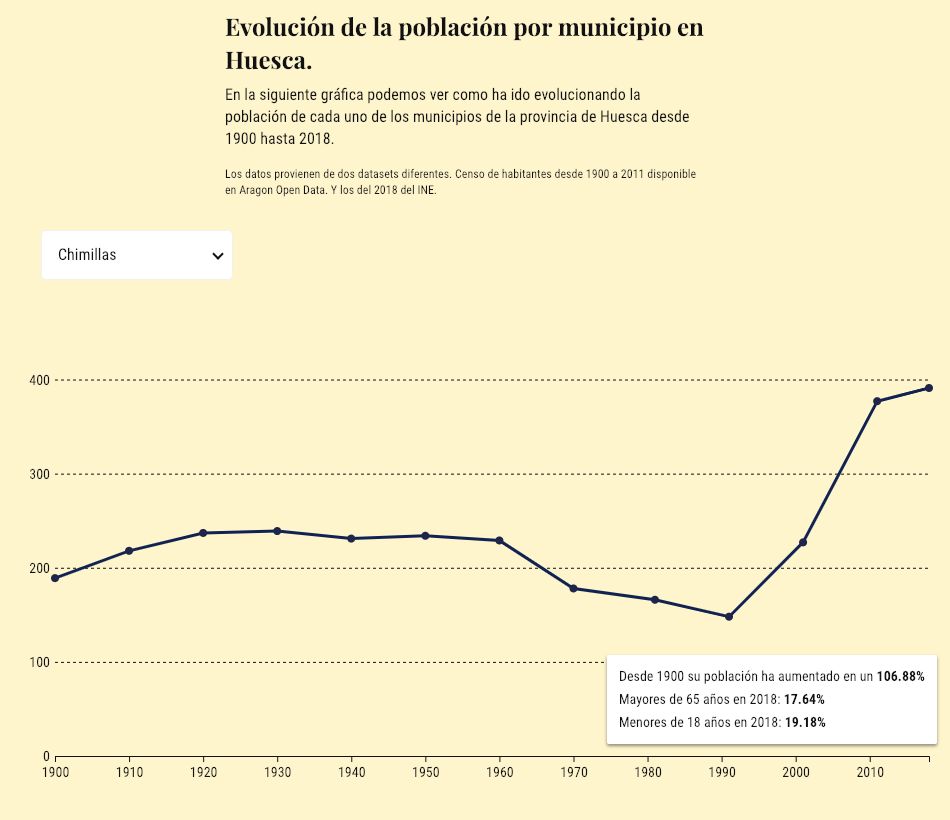 Evolución de la población por municipio en
Huesca.
En la siguiente gráfica podemos ver como ha ido evolucionando la
población de cada uno de los municipios de la provincia de Huesca desde
1900 hasta 2018.
Los datos provienen de dos datasets diferentes. Censo de habitantes desde 1900 a 2011 disponible
en Aragon Open Data. Y los del 2018 del INE.
Chimillas
400
300
200
100
Desde 1900 su población ha aumentado en un 106.88%
Mayores de 65 años en 2018: 17.64%
Menores de 18 años en 2018: 19.18%
0
1900 1910 1920 1930 1940 1950 1960 1970 1980 1990 2000 2010